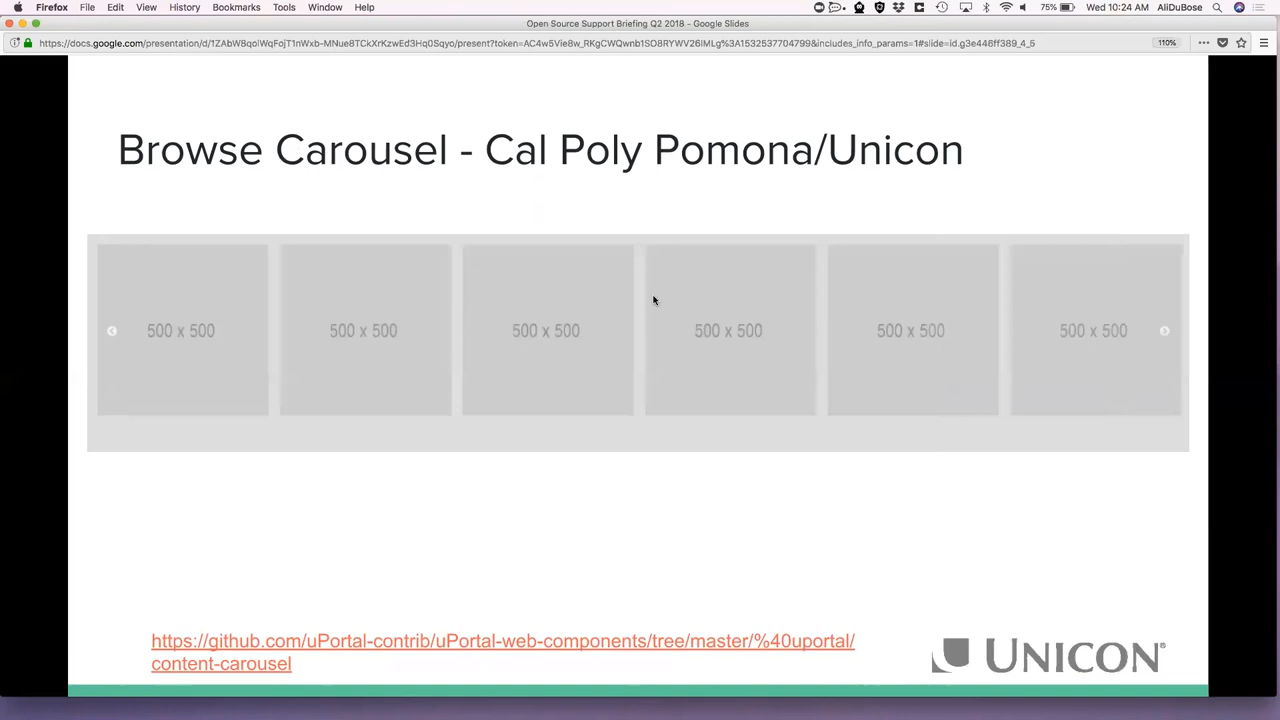 Firefox File Edit View History Bookmarks Tools Window Help 75% Wed 10:24 AM AliDuBose
Open Source Support Briefing Q2 2018 - Google Slides
110%
Browse Carousel - Cal Poly Pomona/Unicon
500 x 500 500 x 500 500 x 500 500 x 500 500 x 500 500 x 500
https://github.com/uPortal-contrib/uPortal-web-components/tree/master/%40uportal/
content-carousel
UNICON®